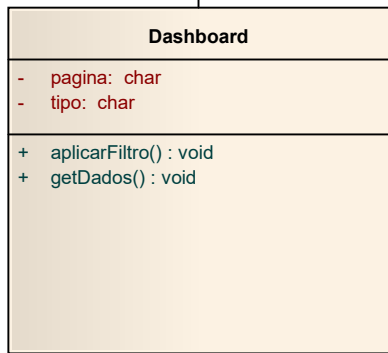 Dashboard
- pagina: char
- tipo: char
+ aplicarFiltro() : void
+ getDados() : void